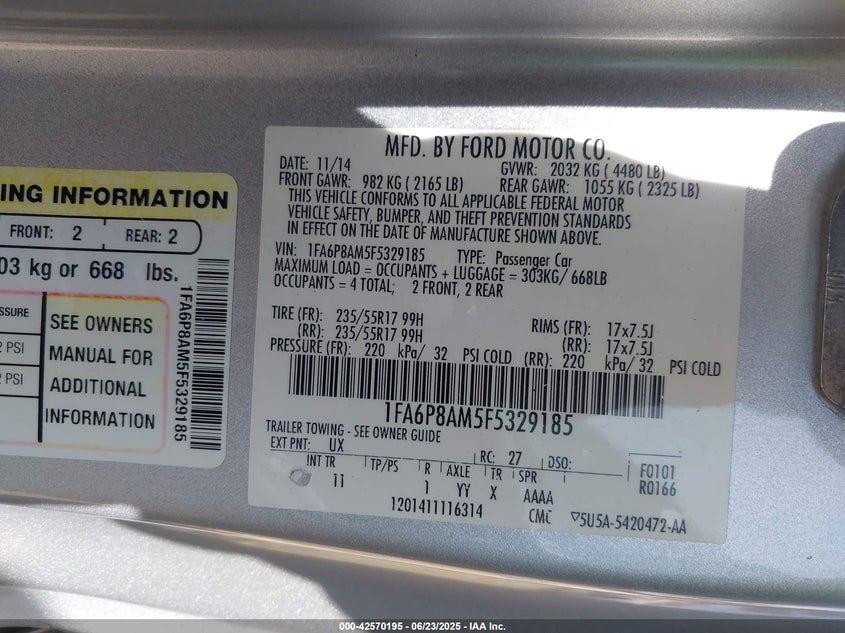 NG INFORMATION
FRONT: 2 REAR: 2
03 kg or 668 lbs.
SSURE
PSI
PSI
SEE OWNERS
MANUAL FOR
ADDITIONAL
INFORMATION
1FA6P8AM5F5329185
MFD. BY FORD MOTOR CO.
DATE: 11/14 GVWR: 2032 KG ( 4480 LB)
FRONT GAWR: 982 KG ( 2165 LB) REAR GAWR: 1055 KG ( 2325 LB)
THIS VEHICLE CONFORMS TO ALL APPLICABLE FEDERAL MOTOR
VEHICLE SAFETY, BUMPER, AND THEFT PREVENTION STANDARDS
IN EFFECT ON THE DATE OF MANUFACTURE SHOWN ABOVE.
VIN: 1FA6P8AM5F5329185 TYPE: Passenger Car
MAXIMUM LOAD = OCCUPANTS + LUGGAGE = 303KG/ 668LB
OCCUPANTS = 4 TOTAL: 2 FRONT, 2 REAR
TIRE (FR): 235/55R17 99H RIMS (FR): 17x7.5J
(RR): 235/55R17 99H (RR): 17x7.5J
PRESSURE (FR): 220 kPa/ 32 PSI COLD (RR): 220 kPa/ 32 PSI COLD
1FA6P8AM5F5329185
TRAILER TOWING - SEE OWNER GUIDE
EXT PNT: UX RC: 27 DSO: F0101
INT TR TP/PS R AXLE TR SPR R0166
11 1 YY X AAAA
1201411116314 CMC ▽5U5A-5420472-AA
000-42570195 - 06/23/2025 - IAA Inc.